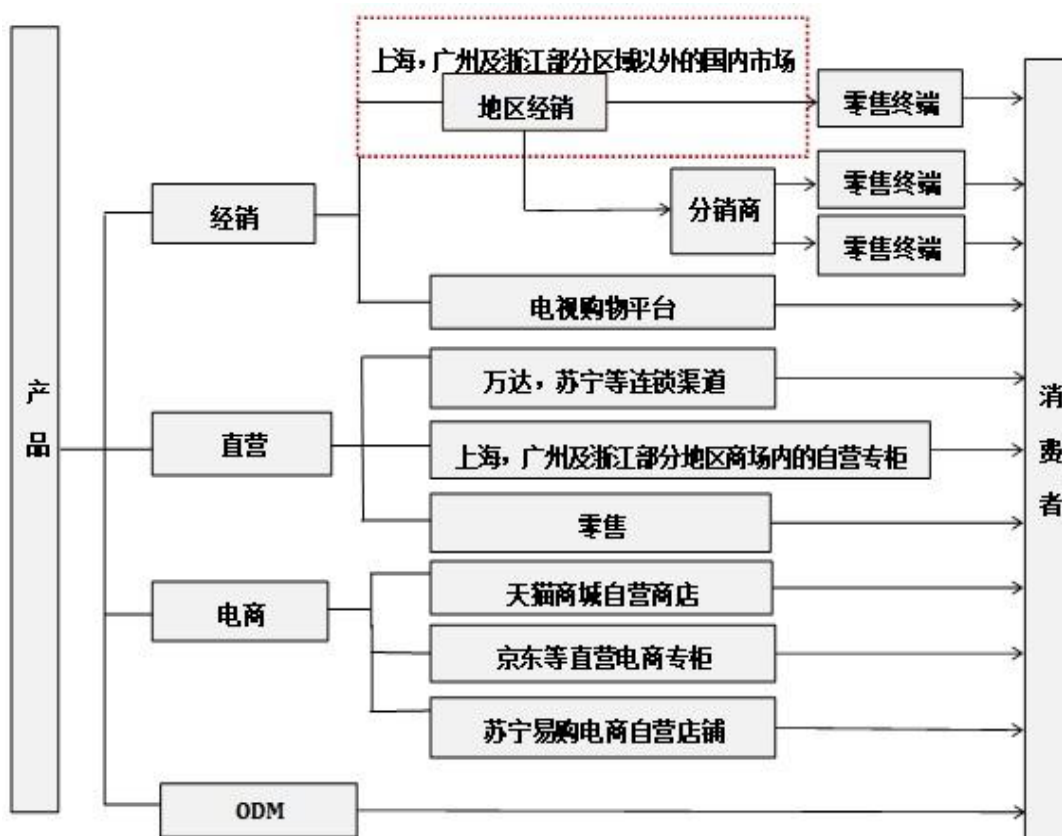 上海，广州及浙江部分区域以外的国内市场
地区经销
零售终端
经销
分销商
零售终端
零售终端
电视购物平台
产品
直营
万达，苏宁等连锁渠道
上海，广州及浙江部分地区商场内的自营专柜
零售
消费者
电商
天猫商城自营商店
京东等直营电商专柜
苏宁易购电商自营店铺
ODM